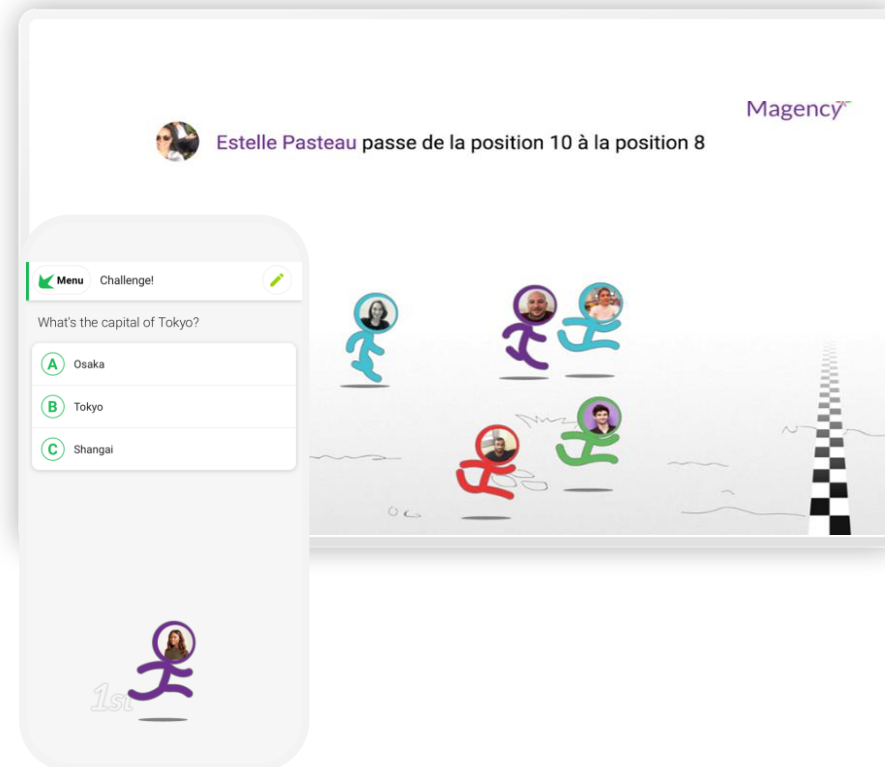 Magency
Estelle Pasteau passe de la position 10 à la position 8
Menu Challenge!
What's the capital of Tokyo?
A Osaka
B Tokyo
C Shangai
1st